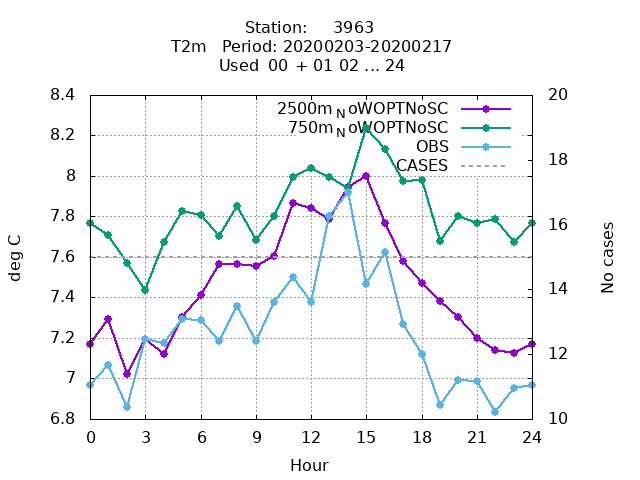 Station:     3963
T2m   Period: 20200203-20200217
Used  00  + 01 02 ... 24
8.4
8.2
8
7.8
7.6
7.4
7.2
7
6.8
20
18
16
14
12
10
2500mNoWOPTNoSC
750mNoWOPTNoSC
OBS
CASES
deg C
No cases
0 3 6 9 12 15 18 21 24
Hour